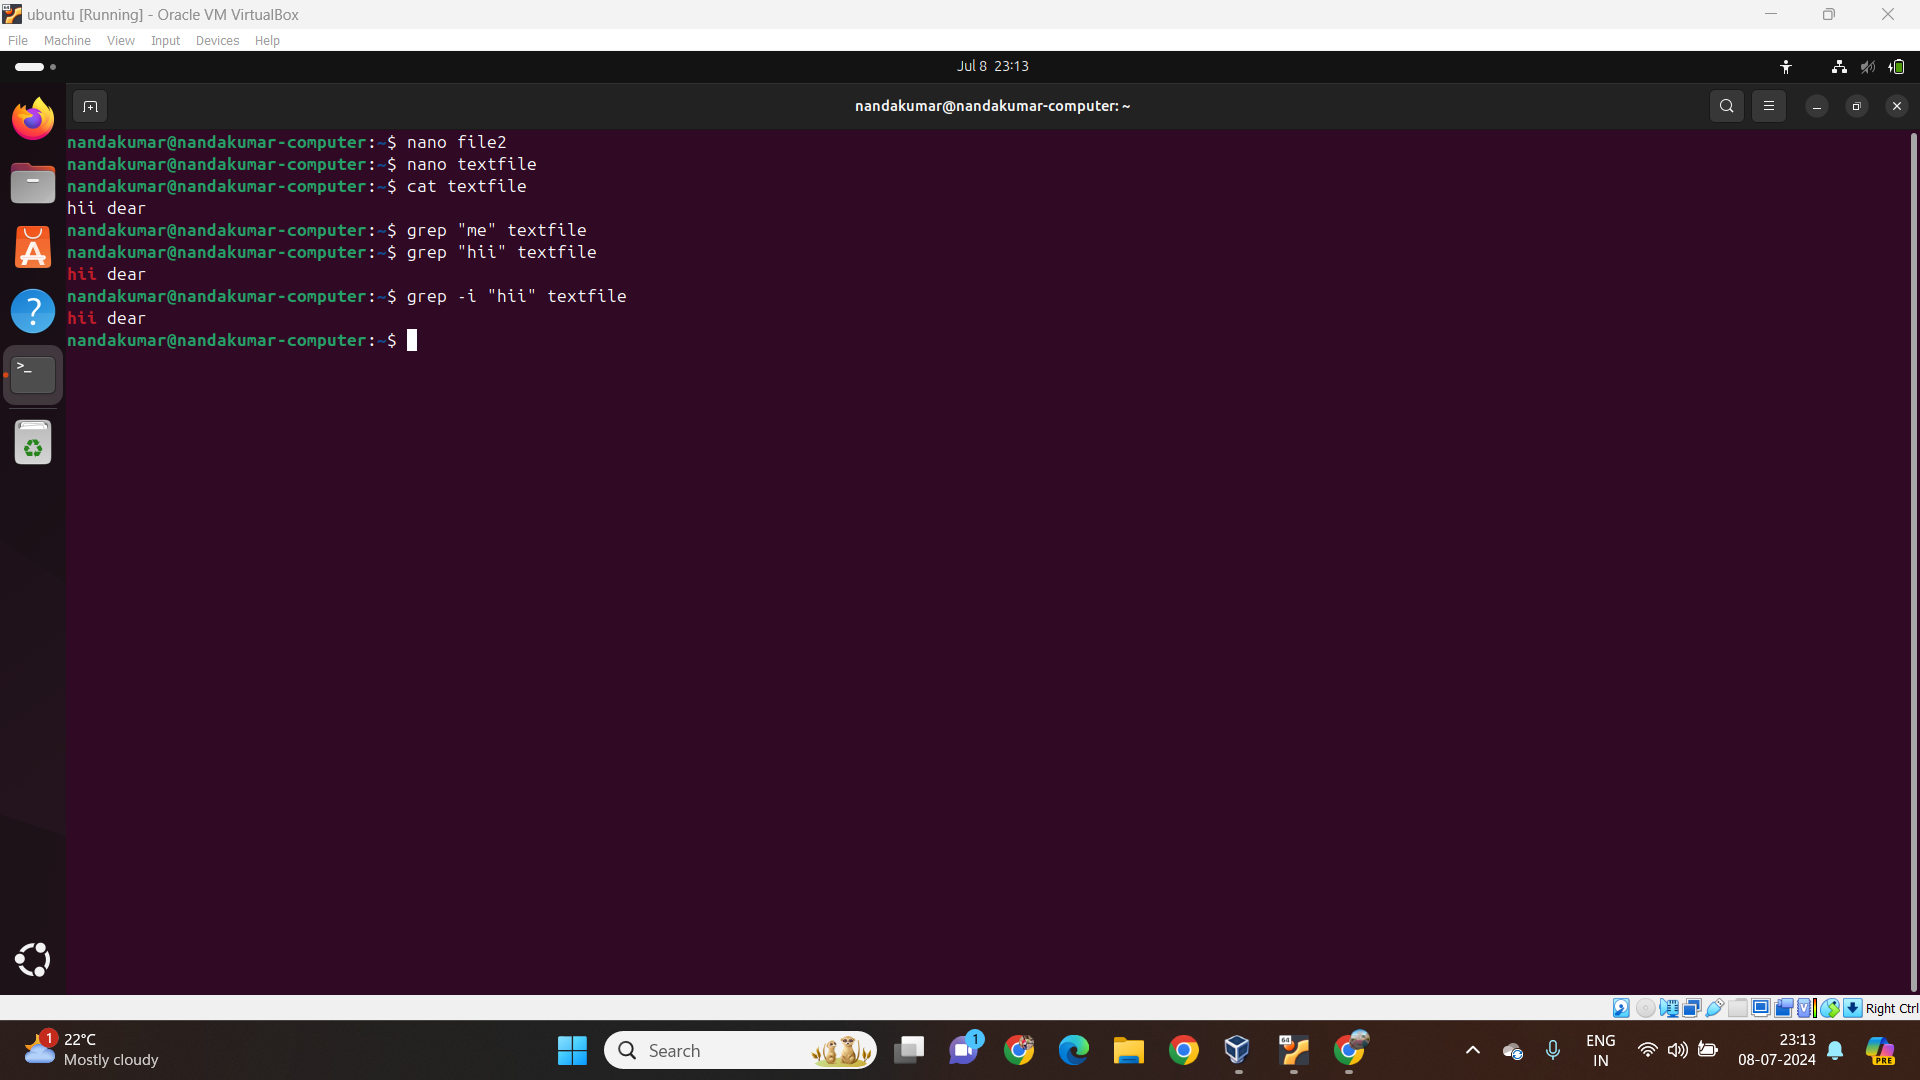 ubuntu [Running] - Oracle VM VirtualBox
File Machine View Input Devices Help
Jul 8 23:13
nandakumar@nandakumar-computer: ~
nandakumar@nandakumar-computer:~$ nano file2
nandakumar@nandakumar-computer:~$ nano textfile
nandakumar@nandakumar-computer:~$ cat textfile
hii dear
nandakumar@nandakumar-computer:~$ grep "me" textfile
nandakumar@nandakumar-computer:~$ grep "hii" textfile
hii dear
nandakumar@nandakumar-computer:~$ grep -i "hii" textfile
hii dear
nandakumar@nandakumar-computer:~$
Right Ctrl
1
22°C
Mostly cloudy
Search
1
64
ENG
IN
23:13
08-07-2024
PRE